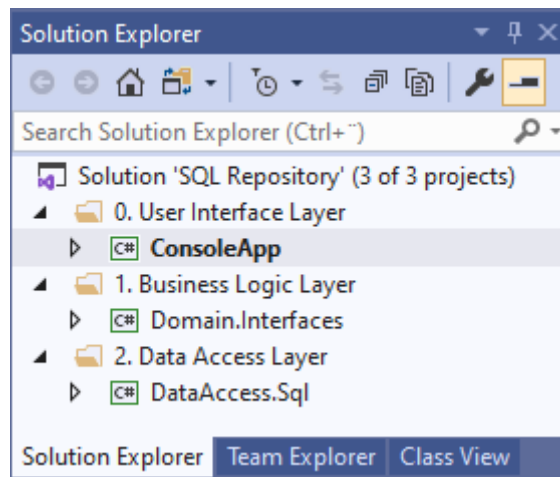 Solution Explorer
Search Solution Explorer (Ctrl+¨)
Solution 'SQL Repository' (3 of 3 projects)
0. User Interface Layer
C# ConsoleApp
1. Business Logic Layer
C# Domain.Interfaces
2. Data Access Layer
C# DataAccess.Sql
Solution Explorer Team Explorer Class View